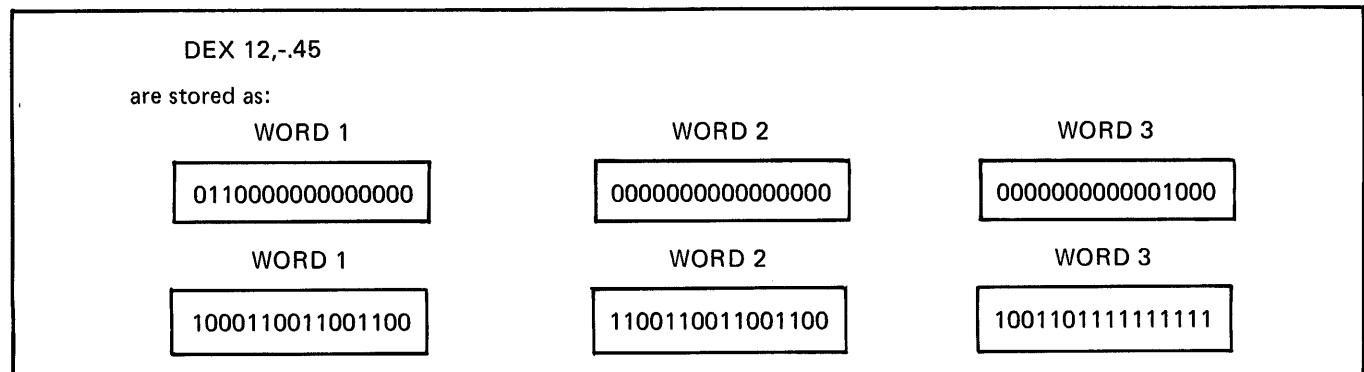 DEX 12,-.45
are stored as:
WORD 1 WORD 2 WORD 3
0110000000000000 0000000000000000 0000000000001000
WORD 1 WORD 2 WORD 3
1000110011001100 1100110011001100 1001101111111111